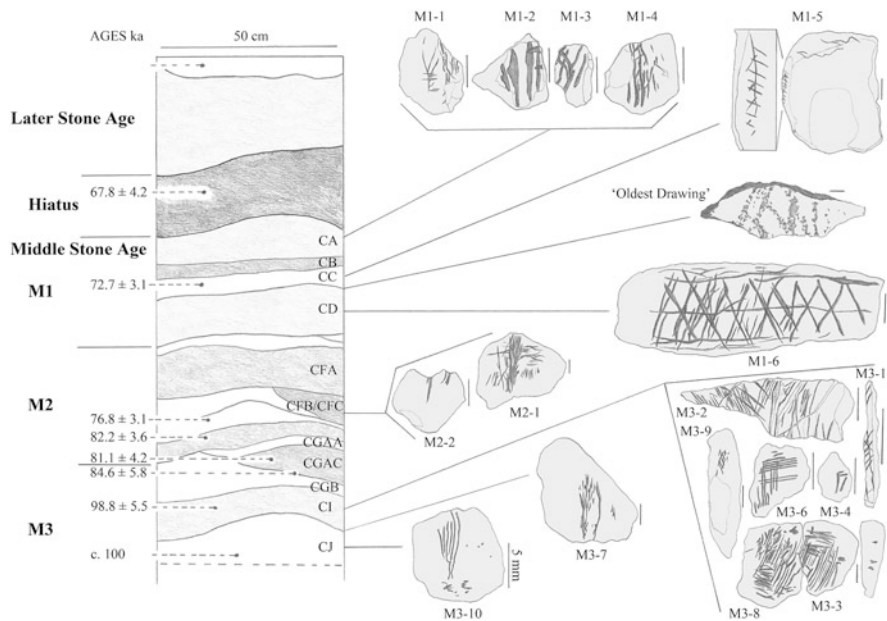 AGES ka
50 cm
Later Stone Age
67.8 ± 4.2
Hiatus
Middle Stone Age
CA
CB
CC
72.7 ± 3.1
M1
CD
CFA
M2
CFB/CFC
76.8 ± 3.1
82.2 ± 3.6
CGAA
81.1 ± 4.2
CGAC
84.6 ± 5.8
CGB
98.8 ± 5.5
CI
M3
CJ
c. 100
M1-1
M1-2
M1-3
M1-4
M1-5
'Oldest Drawing'
M1-6
M2-1
M2-2
M3-1
M3-2
M3-9
M3-6
M3-4
M3-7
M3-8
M3-3
M3-10
5 mm